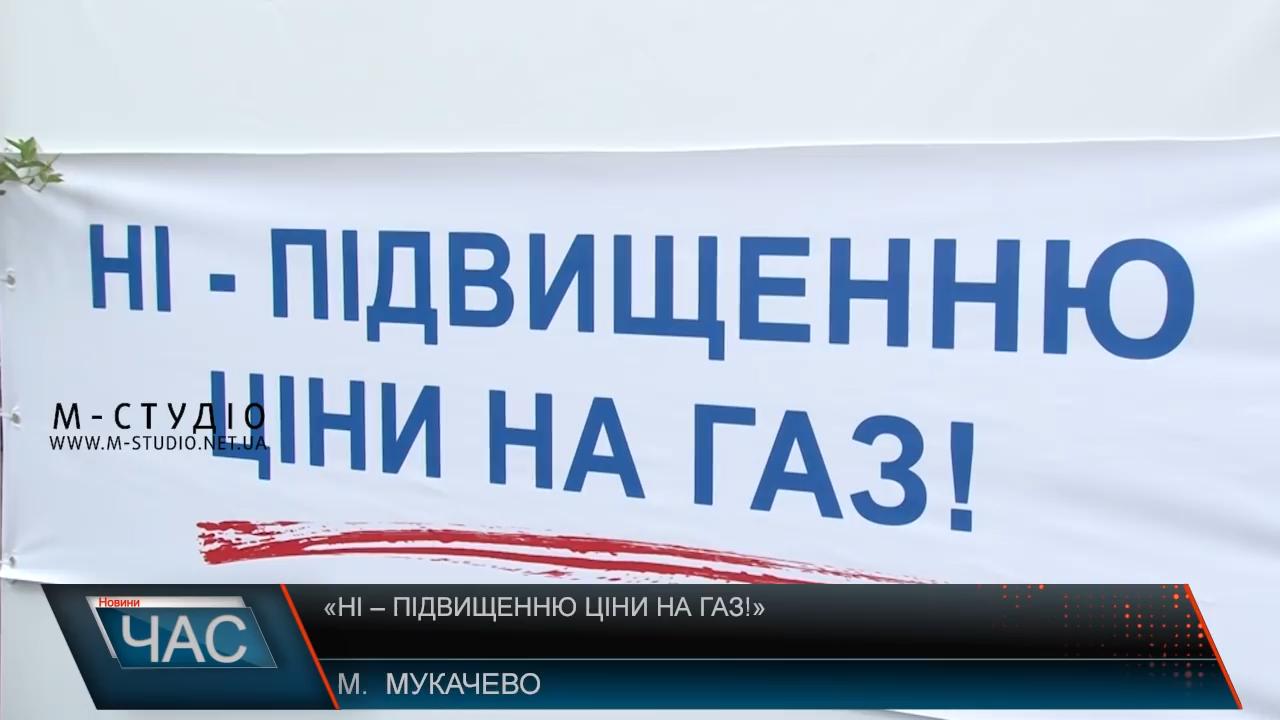 НІ - ПІДВИЩЕННЮ
ЦІНИ НА ГАЗ!
М-СТУДІО
WWW.M-STUDIO.NET.UA
Новини
ЧАС
«НІ – ПІДВИЩЕННЮ ЦІНИ НА ГАЗ!»
М. МУКАЧЕВО